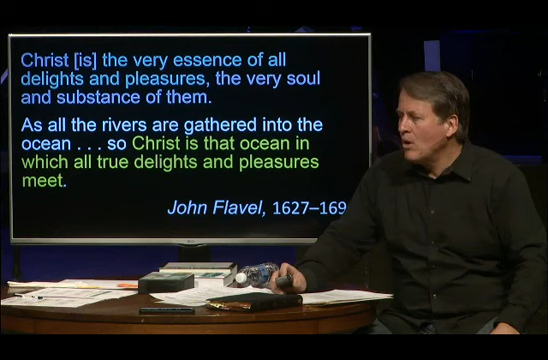 Christ [is] the very essence of all
delights and pleasures, the very soul
and substance of them.
As all the rivers are gathered into the
ocean . . . so Christ is that ocean in
which all true delights and pleasures
meet.
John Flavel, 1627–169